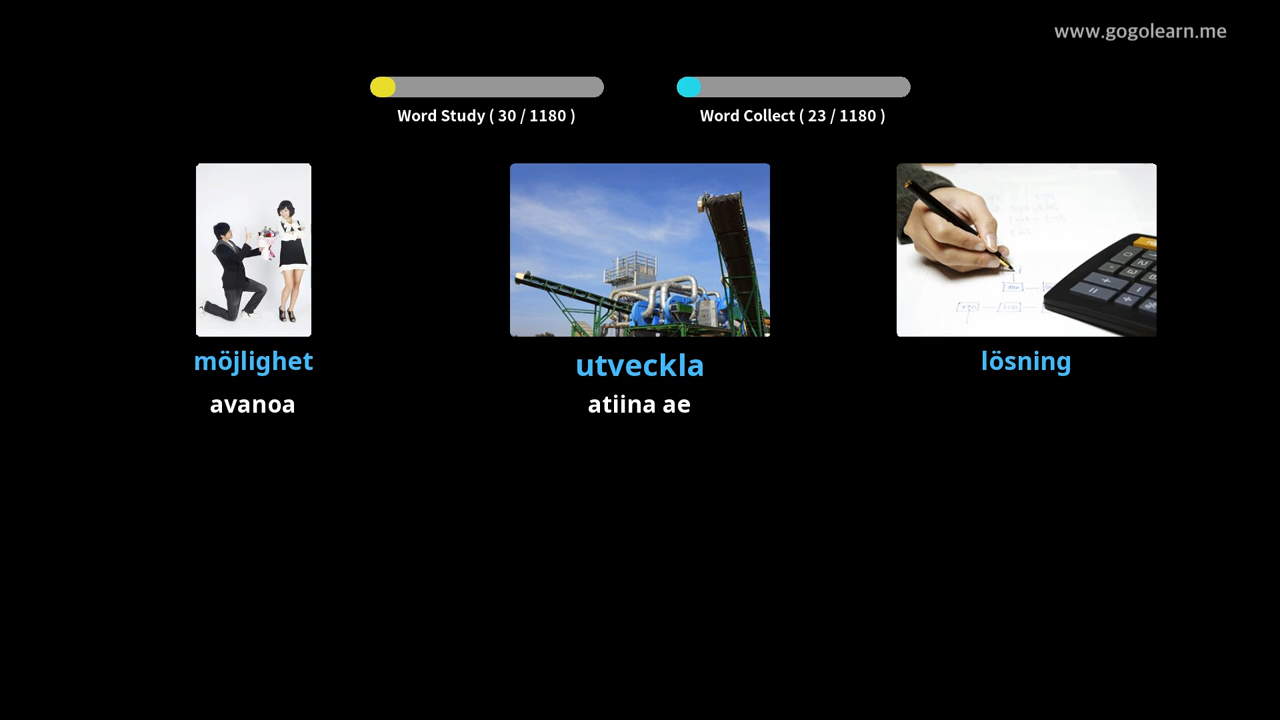 www.gogolearn.me
Word Study ( 30 / 1180 )
Word Collect ( 23 / 1180 )
möjlighet
utveckla
lösning
avanoa
atiina ae